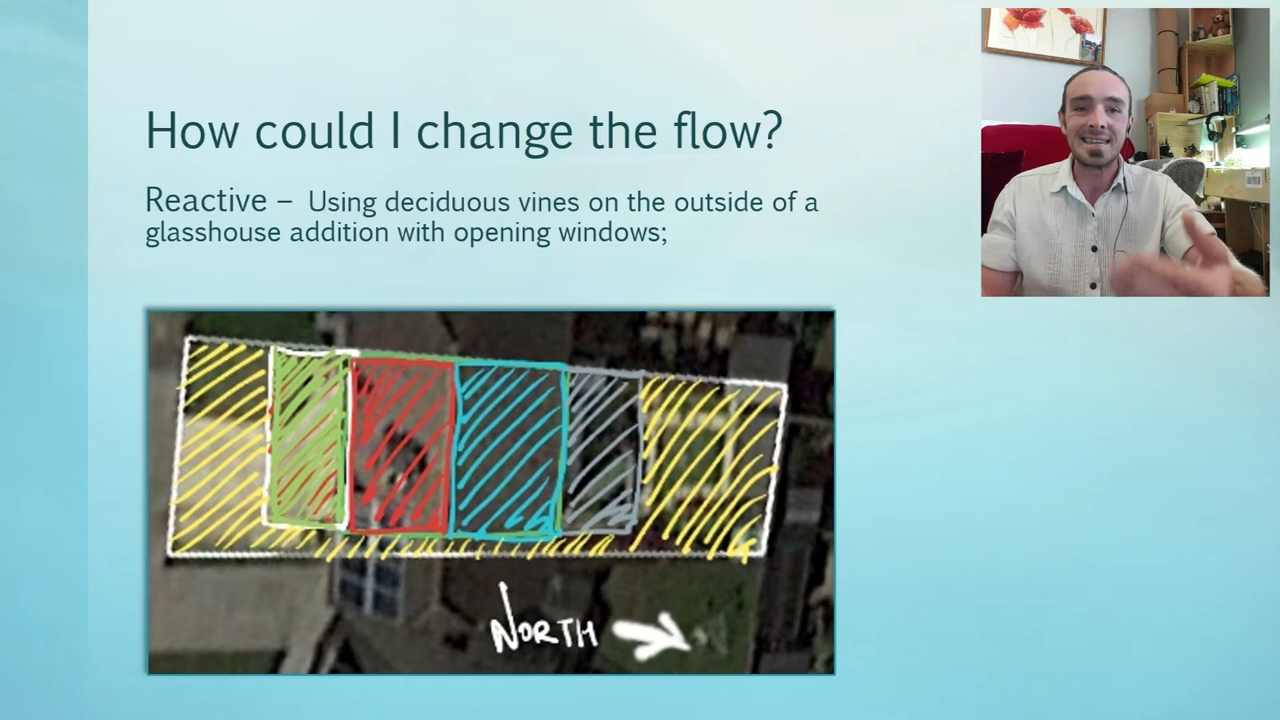 How could I change the flow?
Reactive – Using deciduous vines on the outside of a
glasshouse addition with opening windows;
NORTH